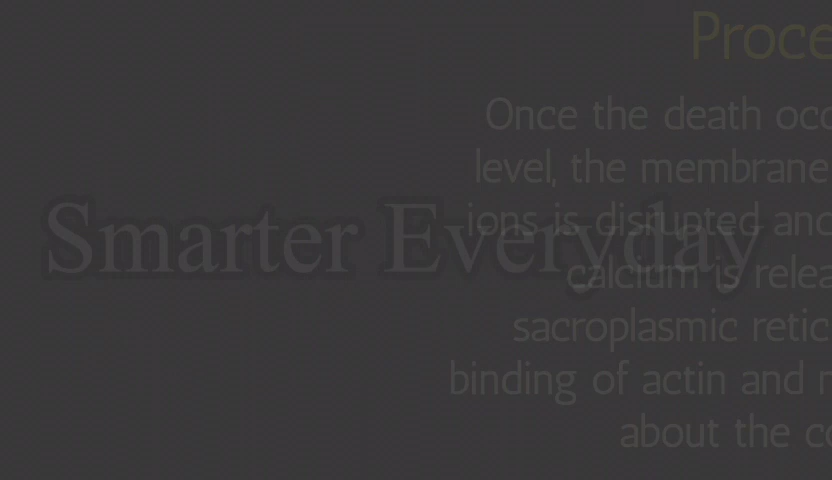 Proce
Once the death occ
level, the membrane
ions is disrupted and
Smarter Everyday
calcium is relea
sacroplasmic retic
binding of actin and m
about the co